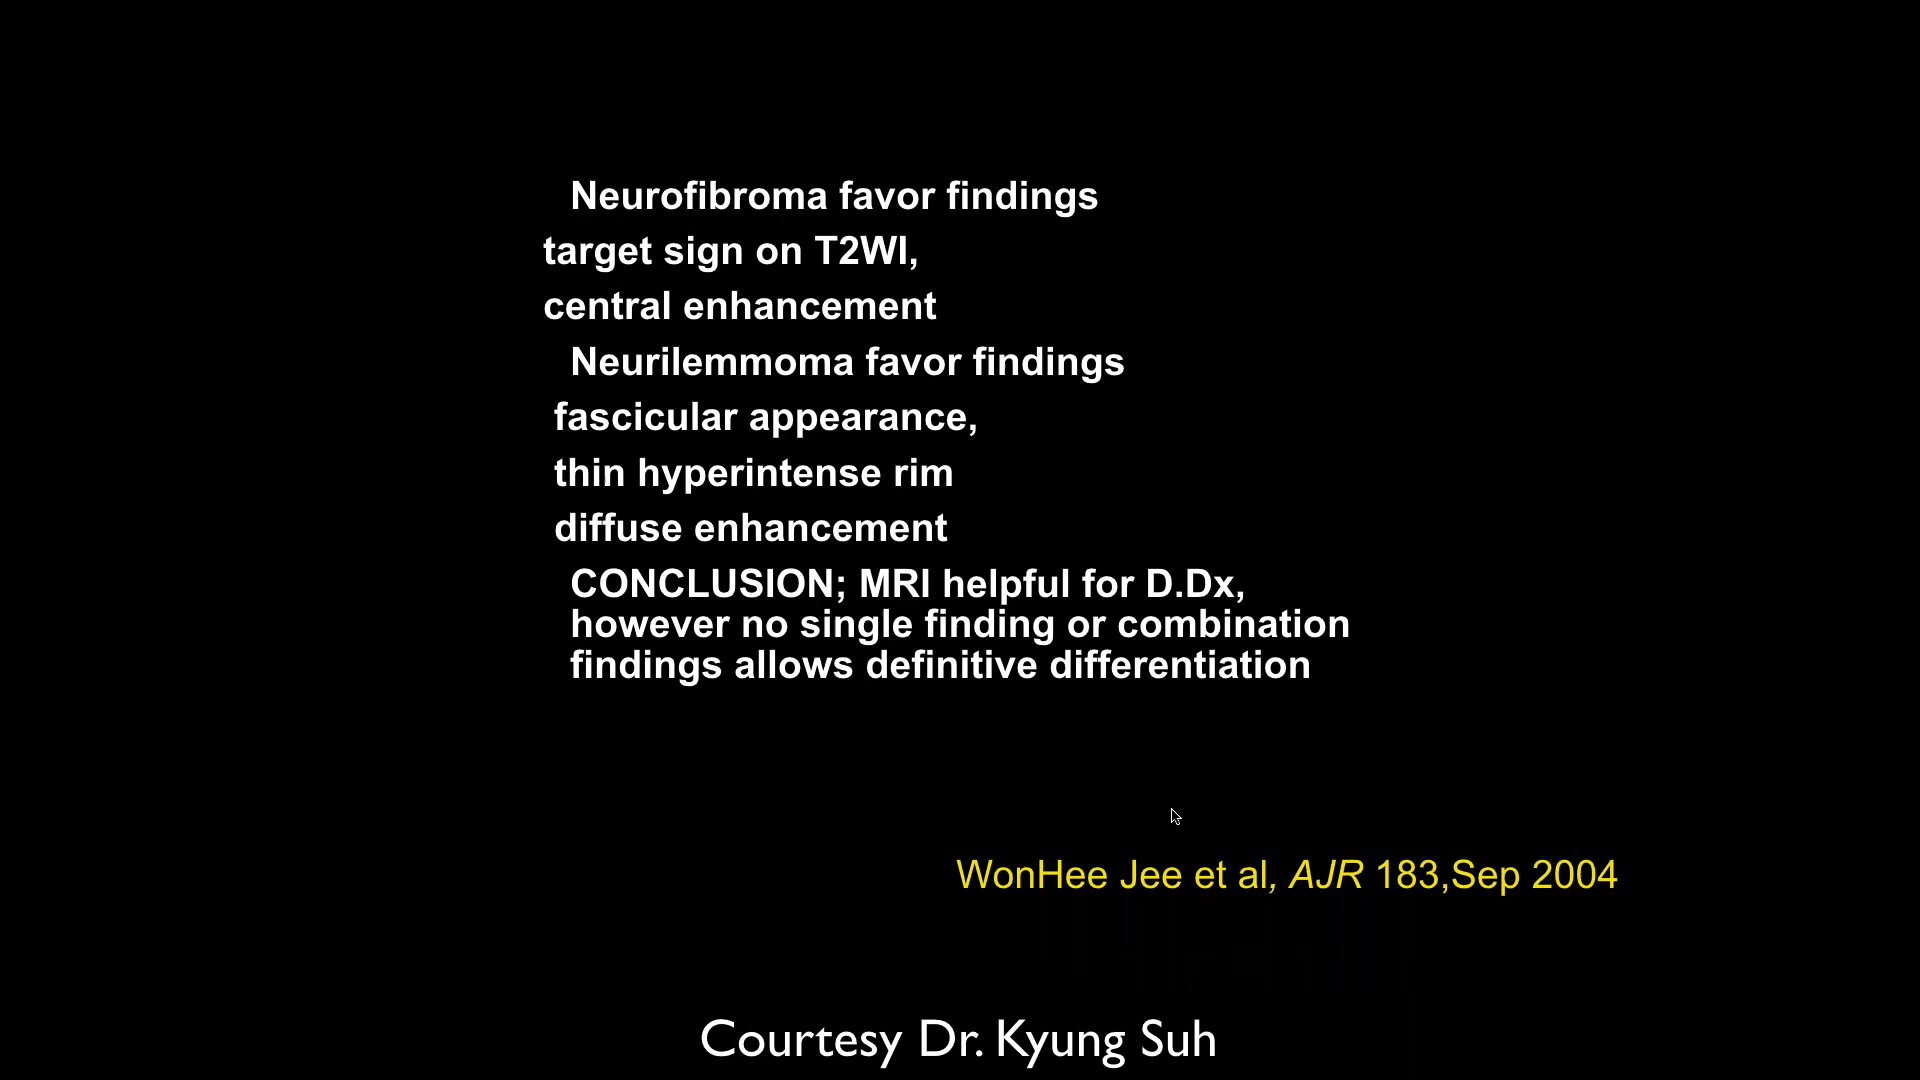 Neurofibroma favor findings
target sign on T2WI,
central enhancement
Neurilemmoma favor findings
fascicular appearance,
thin hyperintense rim
diffuse enhancement
CONCLUSION; MRI helpful for D.Dx,
however no single finding or combination
findings allows definitive differentiation
WonHee Jee et al, AJR 183,Sep 2004
Courtesy Dr. Kyung Suh